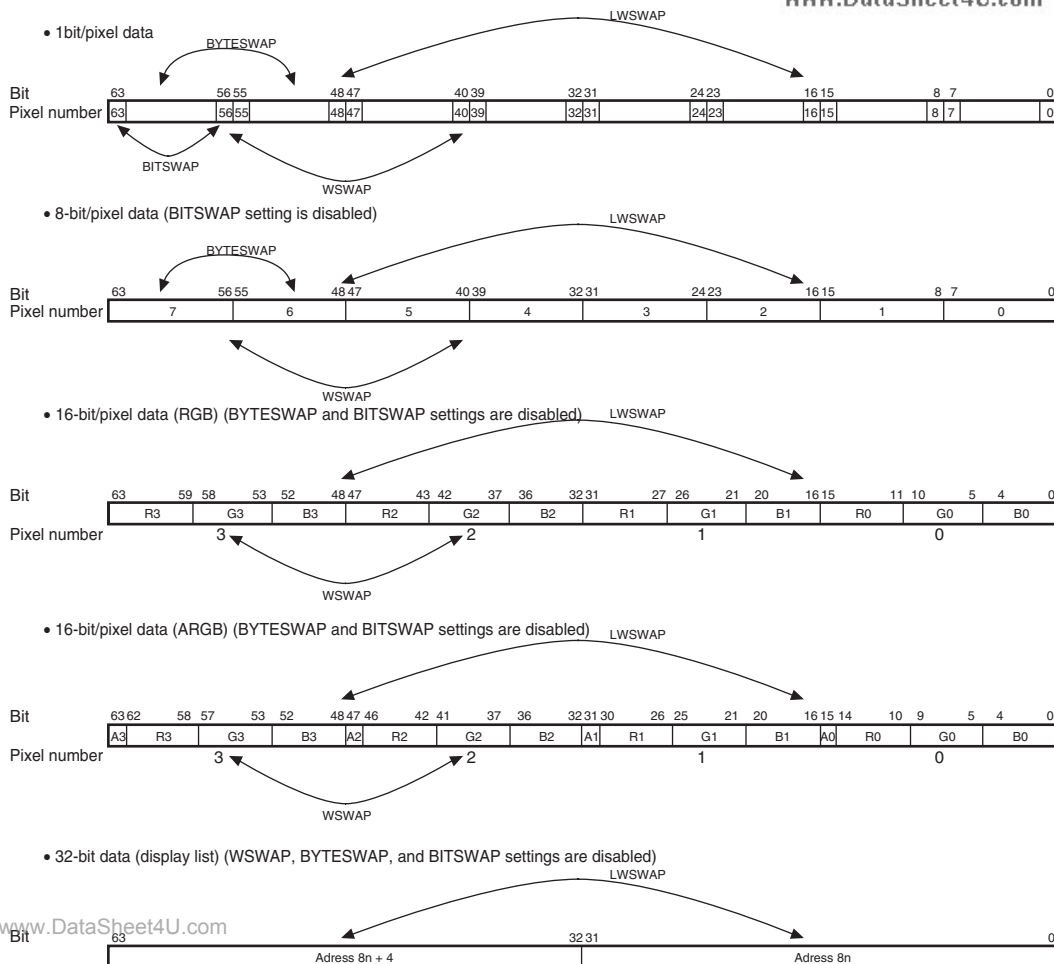 www.DataSheet4U.com
• 1bit/pixel data
LWSWAP
BYTESWAP
Bit 63 56 55 48 47 40 39 32 31 24 23 16 15 8 7 0
Pixel number 63 56 55 48 47 40 39 32 31 24 23 16 15 8 7 0
BITSWAP
WSWAP
• 8-bit/pixel data (BITSWAP setting is disabled)
LWSWAP
BYTESWAP
Bit 63 56 55 48 47 40 39 32 31 24 23 16 15 8 7 0
Pixel number 7 6 5 4 3 2 1 0
WSWAP
• 16-bit/pixel data (RGB) (BYTESWAP and BITSWAP settings are disabled) LWSWAP
Bit 63 59 58 53 52 48 47 43 42 37 36 32 31 27 26 21 20 16 15 11 10 5 4 0
R3 G3 B3 R2 G2 B2 R1 G1 B1 R0 G0 B0
Pixel number 3 2 1 0
WSWAP
• 16-bit/pixel data (ARGB) (BYTESWAP and BITSWAP settings are disabled) LWSWAP
Bit 63 62 58 57 53 52 48 47 46 42 41 37 36 32 31 30 26 25 21 20 16 15 14 10 9 5 4 0
A3 R3 G3 B3 A2 R2 G2 B2 A1 R1 G1 B1 A0 R0 G0 B0
Pixel number 3 2 1 0
WSWAP
• 32-bit data (display list) (WSWAP, BYTESWAP, and BITSWAP settings are disabled)
LWSWAP
www.DataSheet4U.com
Bit 63 32 31 0
Adress 8n + 4 Adress 8n